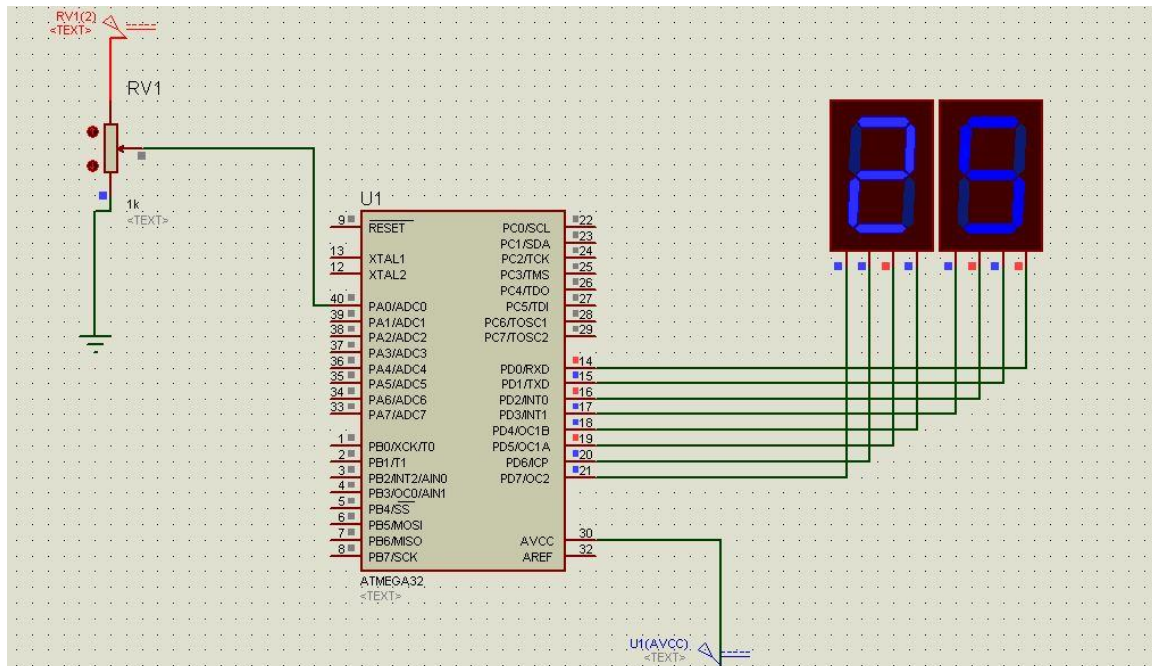 RV1(2)
<TEXT>
RV1
1k
<TEXT>
U1
9 RESET PC0/SCL 22
PC1/SDA 23
13 XTAL1 PC2/TCK 24
12 XTAL2 PC3/TMS 25
PC4/TDO 26
40 PA0/ADC0 PC5/TDI 27
39 PA1/ADC1 PC6/TOSC1 28
38 PA2/ADC2 PC7/TOSC2 29
37 PA3/ADC3
36 PA4/ADC4 PD0/RXD 14
35 PA5/ADC5 PD1/TXD 15
34 PA6/ADC6 PD2/INT0 16
33 PA7/ADC7 PD3/INT1 17
PD4/OC1B 18
1 PB0/XCK/T0 PD5/OC1A 19
2 PB1/T1 PD6/ICP 20
3 PB2/INT2/AIN0 PD7/OC2 21
4 PB3/OC0/AIN1
5 PB4/SS
6 PB5/MOSI
7 PB6/MISO AVCC 30
8 PB7/SCK AREF 32
ATMEGA32
<TEXT>
25
U1(AVCC)
<TEXT>